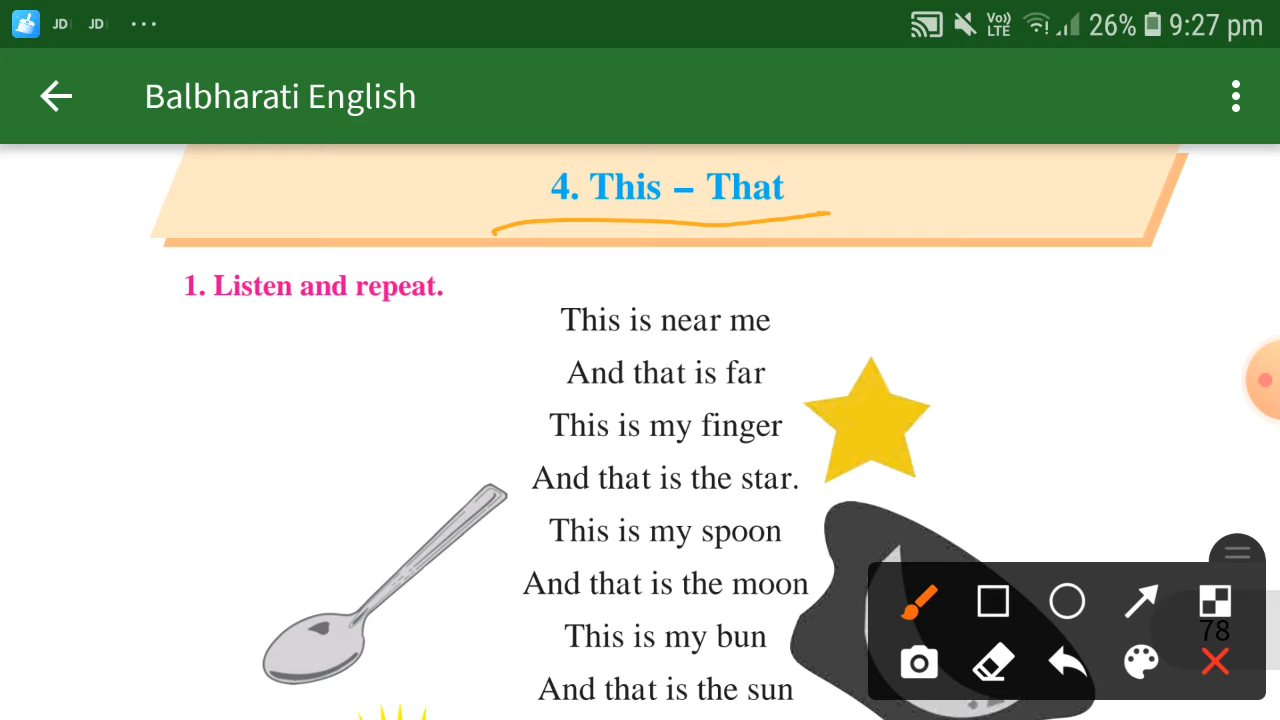 JD JD ... Vo)) LTE 26% 9:27 pm
Balbharati English
4. This – That
1. Listen and repeat.
This is near me
And that is far
This is my finger
And that is the star.
This is my spoon
And that is the moon
This is my bun
And that is the sun
78